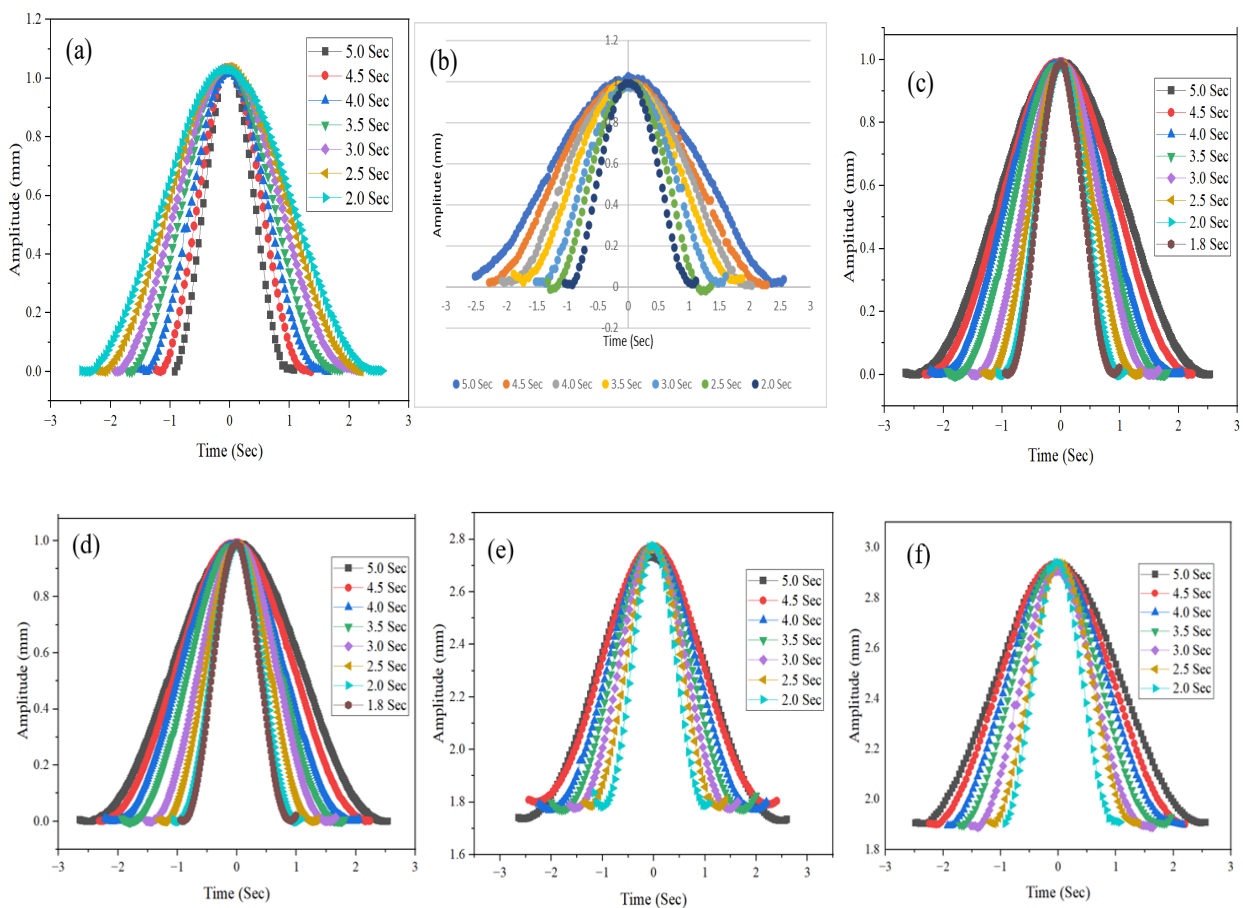 (a)
1.2
1.0
0.8
0.6
0.4
0.2
0.0
Amplitude (mm)
−3 −2 −1 0 1 2 3
Time (Sec)
5.0 Sec
4.5 Sec
4.0 Sec
3.5 Sec
3.0 Sec
2.5 Sec
2.0 Sec
(b)
1.2
1
0.8
0.6
0.4
0.2
0
-0.2
Amplitude (mm)
-3 -2.5 -2 -1.5 -1 -0.5 0 0.5 1 1.5 2 2.5 3
Time (Sec)
5.0 Sec 4.5 Sec 4.0 Sec 3.5 Sec 3.0 Sec 2.5 Sec 2.0 Sec
(c)
1.0
0.8
0.6
0.4
0.2
0.0
Amplitude (mm)
−3 −2 −1 0 1 2 3
Time (Sec)
5.0 Sec
4.5 Sec
4.0 Sec
3.5 Sec
3.0 Sec
2.5 Sec
2.0 Sec
1.8 Sec
(d)
1.0
0.8
0.6
0.4
0.2
0.0
Amplitude (mm)
−3 −2 −1 0 1 2 3
Time (Sec)
5.0 Sec
4.5 Sec
4.0 Sec
3.5 Sec
3.0 Sec
2.5 Sec
2.0 Sec
1.8 Sec
(e)
2.8
2.6
2.4
2.2
2.0
1.8
1.6
Amplitude (mm)
−3 −2 −1 0 1 2 3
Time (Sec)
5.0 Sec
4.5 Sec
4.0 Sec
3.5 Sec
3.0 Sec
2.5 Sec
2.0 Sec
(f)
3.0
2.9
2.6
2.4
2.2
2.0
1.8
Amplitude (mm)
−3 −2 −1 0 1 2 3
Time (Sec)
5.0 Sec
4.5 Sec
4.0 Sec
3.5 Sec
3.0 Sec
2.5 Sec
2.0 Sec